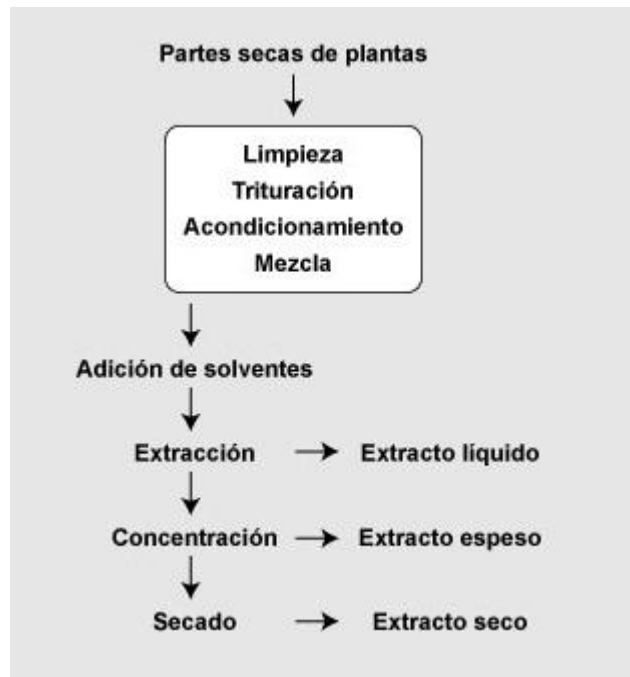 Partes secas de plantas
Limpieza
Trituración
Acondicionamiento
Mezcla
Adición de solventes
Extracción
Extracto líquido
Concentración
Extracto espeso
Secado
Extracto seco